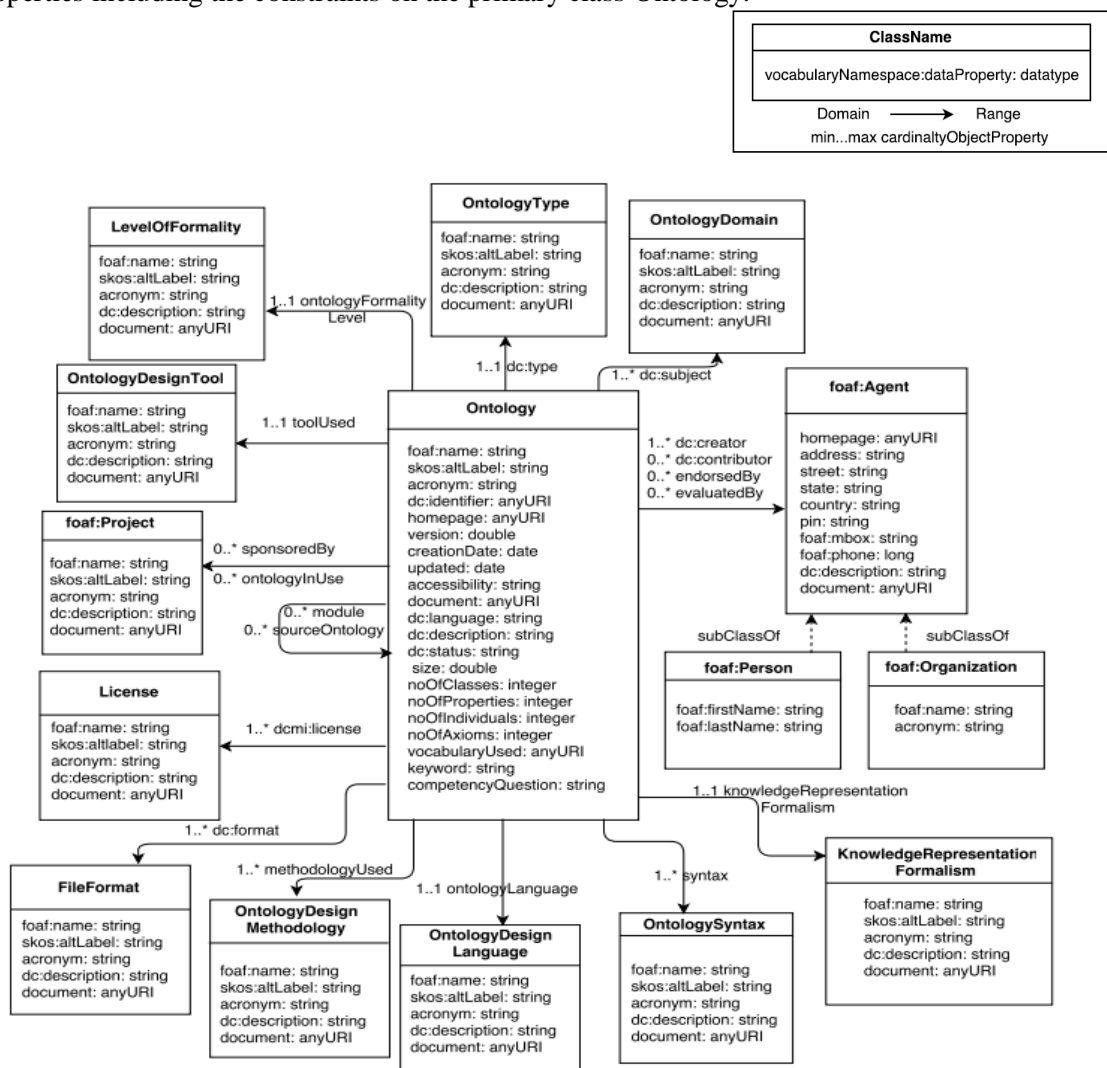 operties including the constraints on the primary class Ontology.
ClassName
vocabularyNamespace:dataProperty: datatype
Domain Range
min...max cardinaltyObjectProperty
LevelOfFormality
foaf:name: string
skos:altLabel: string
acronym: string
dc:description: string
document: anyURI
OntologyType
foaf:name: string
skos:altLabel: string
acronym: string
dc:description: string
document: anyURI
OntologyDomain
foaf:name: string
skos:altLabel: string
acronym: string
dc:description: string
document: anyURI
1..1 ontologyFormality
Level
1..1 dc:type
1..* dc:subject
OntologyDesignTool
foaf:name: string
skos:altLabel: string
acronym: string
dc:description: string
document: anyURI
1..1 toolUsed
Ontology
foaf:name: string
skos:altLabel: string
acronym: string
dc:identifier: anyURI
homepage: anyURI
version: double
creationDate: date
updated: date
accessibility: string
document: anyURI
dc:language: string
dc:description: string
dc:status: string
size: double
noOfClasses: integer
noOfProperties: integer
noOfIndividuals: integer
noOfAxioms: integer
vocabularyUsed: anyURI
keyword: string
competencyQuestion: string
1..* dc:creator
0..* dc:contributor
0..* endorsedBy
0..* evaluatedBy
foaf:Agent
homepage: anyURI
address: string
street: string
state: string
country: string
pin: string
foaf:mbox: string
foaf:phone: long
dc:description: string
document: anyURI
foaf:Project
foaf:name: string
skos:altLabel: string
acronym: string
dc:description: string
document: anyURI
0..* sponsoredBy
0..* ontologyInUse
0..* module
0..* sourceOntology
subClassOf
subClassOf
foaf:Person
foaf:firstName: string
foaf:lastName: string
foaf:Organization
foaf:name: string
acronym: string
License
foaf:name: string
skos:altlabel: string
acronym: string
dc:description: string
document: anyURI
1..* dcmi:license
1..* dc:format
1..* methodologyUsed
1..1 ontologyLanguage
1..* syntax
1..1 knowledgeRepresentation
Formalism
FileFormat
foaf:name: string
skos:altLabel: string
acronym: string
dc:description: string
document: anyURI
OntologyDesign
Methodology
foaf:name: string
skos:altLabel: string
acronym: string
dc:description: string
document: anyURI
OntologyDesign
Language
foaf:name: string
skos:altLabel: string
acronym: string
dc:description: string
document: anyURI
OntologySyntax
foaf:name: string
skos:altLabel: string
acronym: string
dc:description: string
document: anyURI
KnowledgeRepresentation
Formalism
foaf:name: string
skos:altLabel: string
acronym: string
dc:description: string
document: anyURI